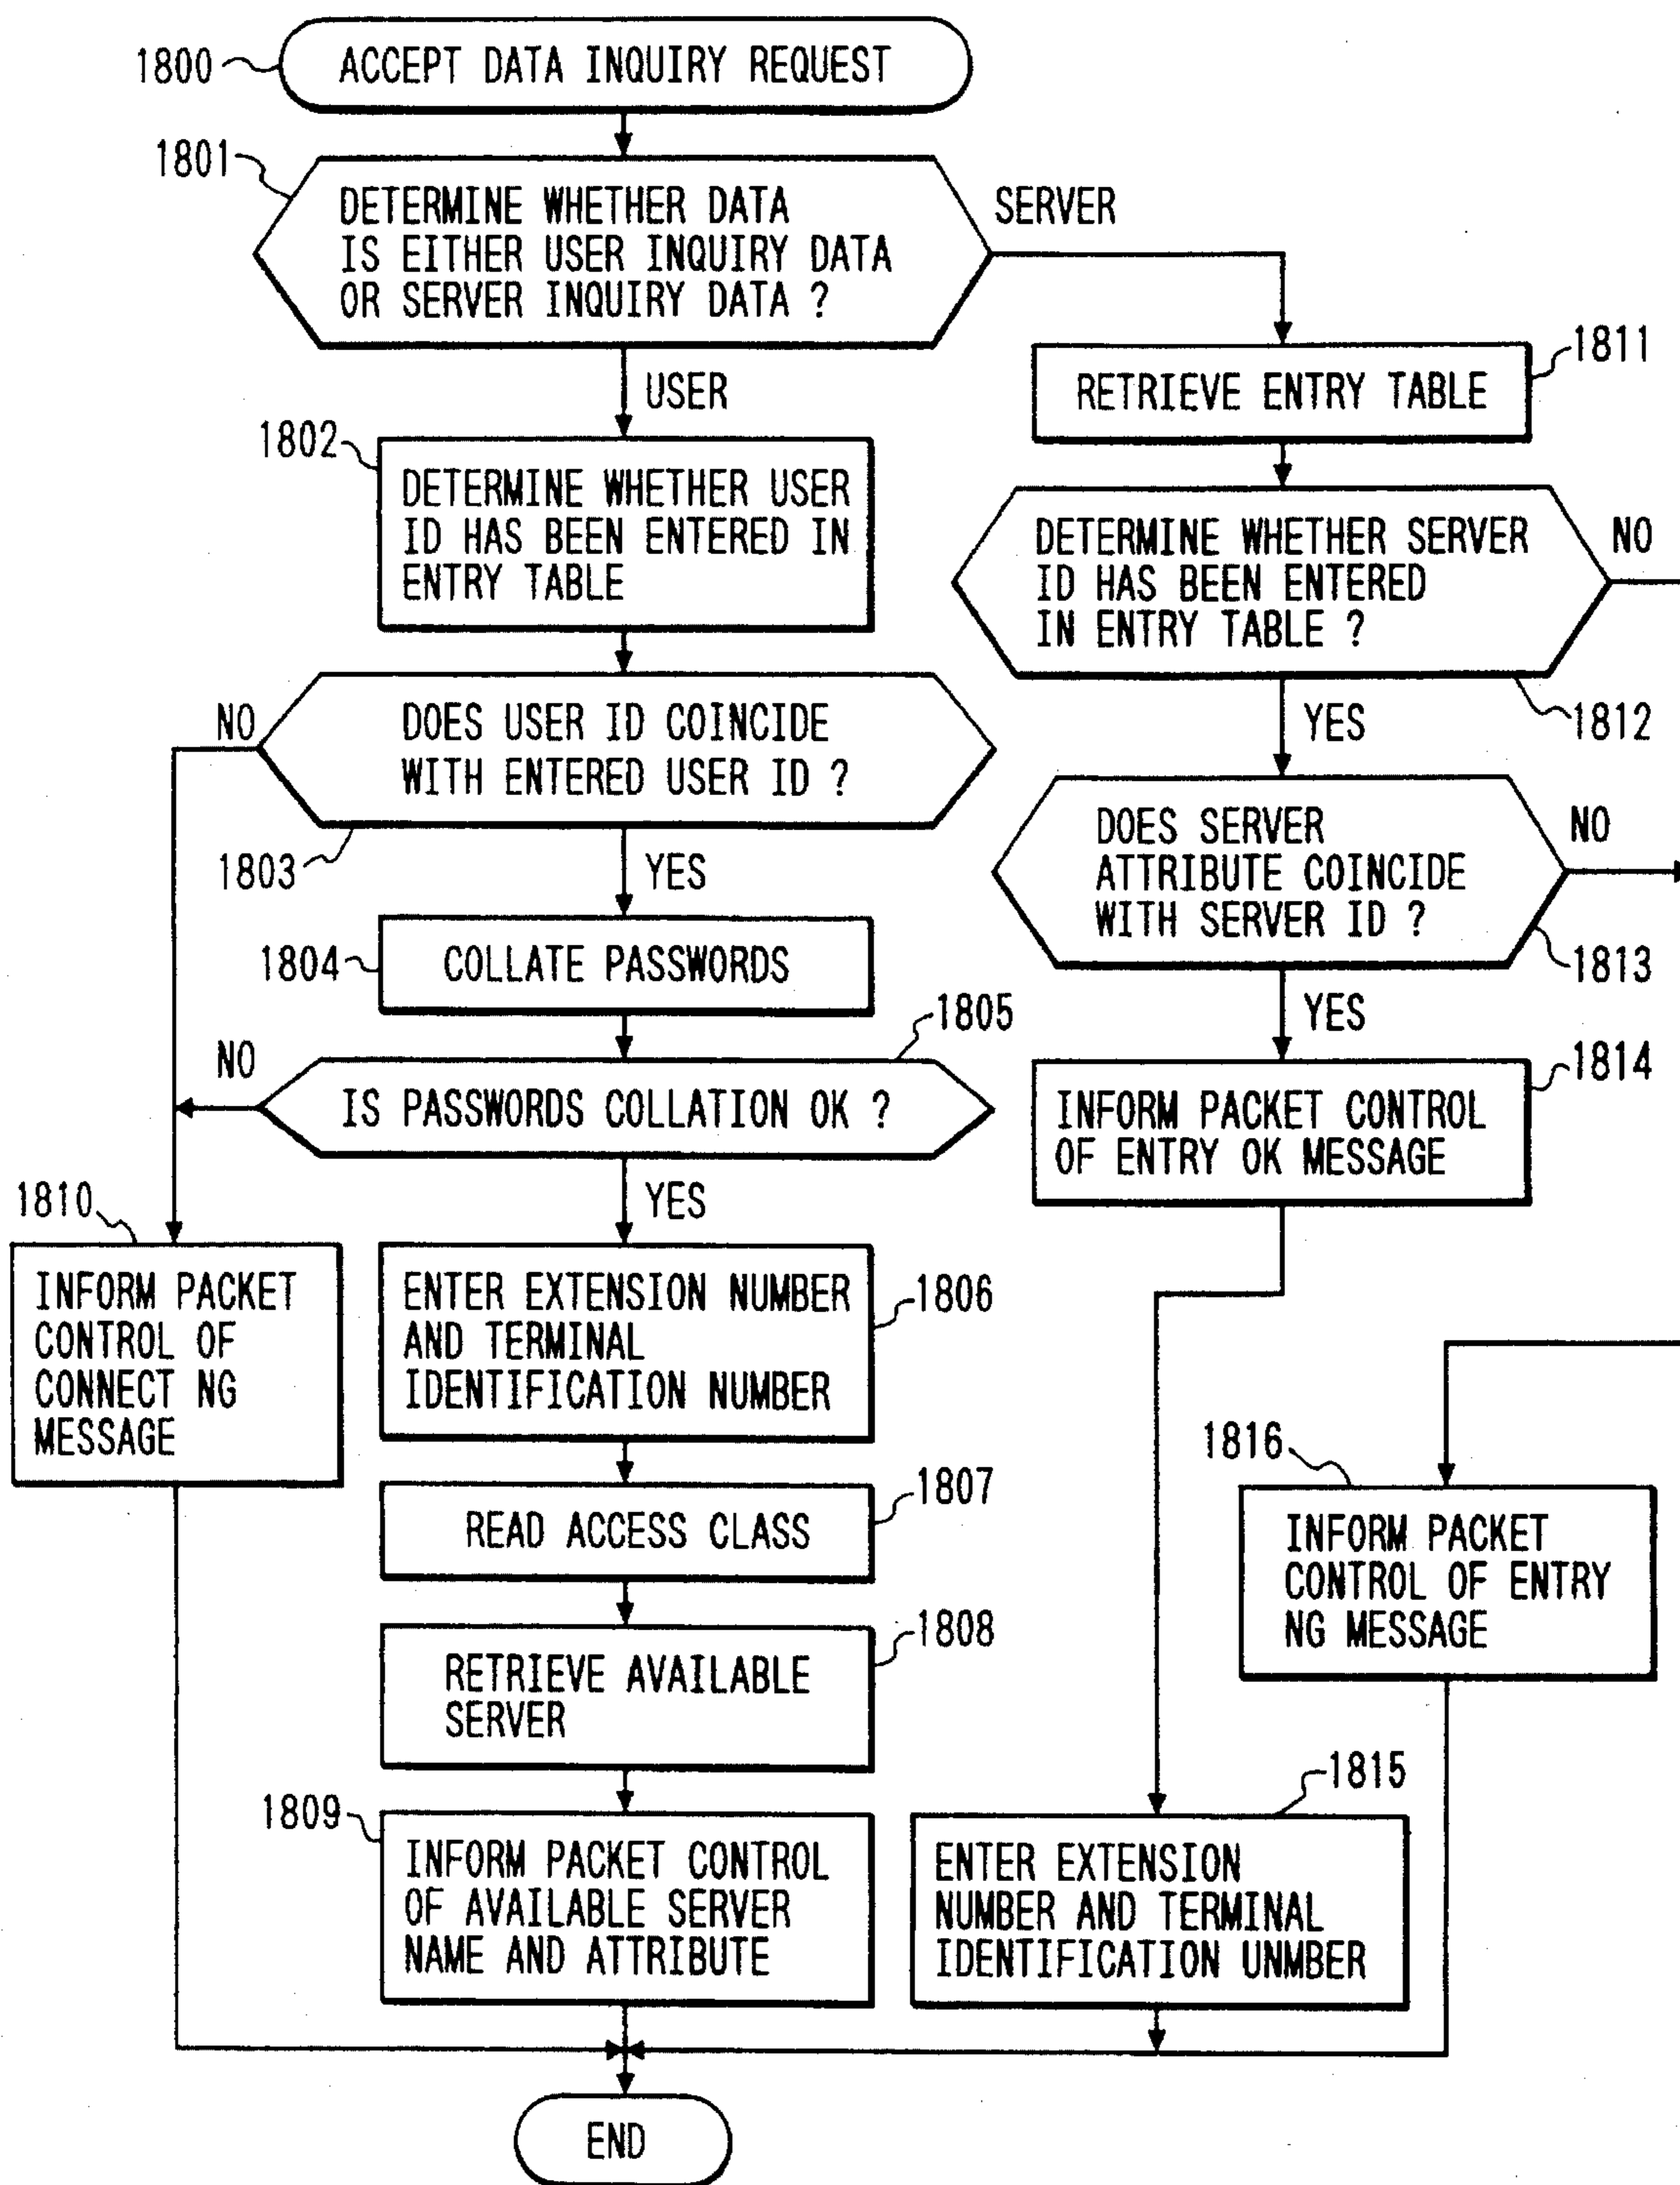 1800
ACCEPT DATA INQUIRY REQUEST
1801
DETERMINE WHETHER DATA
IS EITHER USER INQUIRY DATA
OR SERVER INQUIRY DATA ?
SERVER
USER
1802
DETERMINE WHETHER USER
ID HAS BEEN ENTERED IN
ENTRY TABLE
NO
DOES USER ID COINCIDE
WITH ENTERED USER ID ?
1803
YES
1804
COLLATE PASSWORDS
1805
NO
IS PASSWORDS COLLATION OK ?
YES
1810
INFORM PACKET
CONTROL OF
CONNECT NG
MESSAGE
ENTER EXTENSION NUMBER
AND TERMINAL
IDENTIFICATION NUMBER
1806
READ ACCESS CLASS
1807
RETRIEVE AVAILABLE
SERVER
1808
1809
INFORM PACKET CONTROL
OF AVAILABLE SERVER
NAME AND ATTRIBUTE
1811
RETRIEVE ENTRY TABLE
DETERMINE WHETHER SERVER
ID HAS BEEN ENTERED
IN ENTRY TABLE ?
NO
1812
YES
DOES SERVER
ATTRIBUTE COINCIDE
WITH SERVER ID ?
NO
1813
YES
1814
INFORM PACKET CONTROL
OF ENTRY OK MESSAGE
1816
INFORM PACKET
CONTROL OF ENTRY
NG MESSAGE
1815
ENTER EXTENSION
NUMBER AND TERMINAL
IDENTIFICATION UNMBER
END